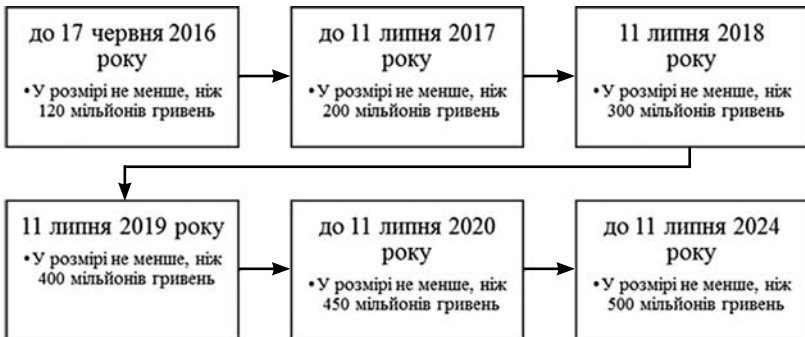 до 17 червня 2016
року
•У розмірі не менше, ніж
120 мільйонів гривень
до 11 липня 2017
року
•У розмірі не менше, ніж
200 мільйонів гривень
11 липня 2018
року
•У розмірі не менше, ніж
300 мільйонів гривень
11 липня 2019 року
•У розмірі не менше, ніж
400 мільйонів гривень
до 11 липня 2020
року
•У розмірі не менше, ніж
450 мільйонів гривень
до 11 липня 2024
року
•У розмірі не менше, ніж
500 мільйонів гривень